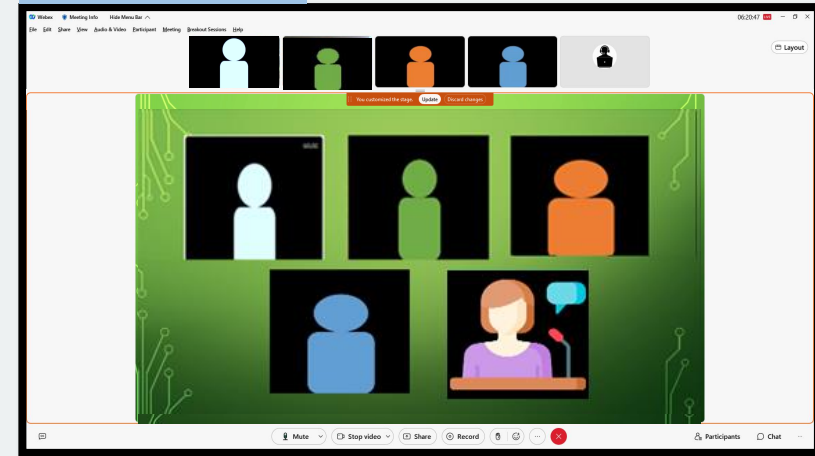 Webex Meeting Info Hide Menu Bar 06:20:47
File Edit Share View Audio & Video Participant Meeting Breakout Sessions Help
Layout
You customized the stage. Update Discard changes
Mute Stop video Share Record Participants Chat